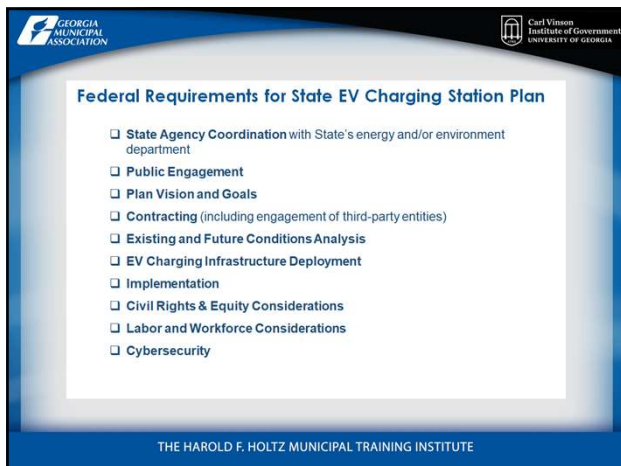 GEORGIA
MUNICIPAL
ASSOCIATION
Carl Vinson
Institute of Government
UNIVERSITY OF GEORGIA
Federal Requirements for State EV Charging Station Plan
❑ State Agency Coordination with State's energy and/or environment
department
❑ Public Engagement
❑ Plan Vision and Goals
❑ Contracting (including engagement of third-party entities)
❑ Existing and Future Conditions Analysis
❑ EV Charging Infrastructure Deployment
❑ Implementation
❑ Civil Rights & Equity Considerations
❑ Labor and Workforce Considerations
❑ Cybersecurity
THE HAROLD F. HOLTZ MUNICIPAL TRAINING INSTITUTE